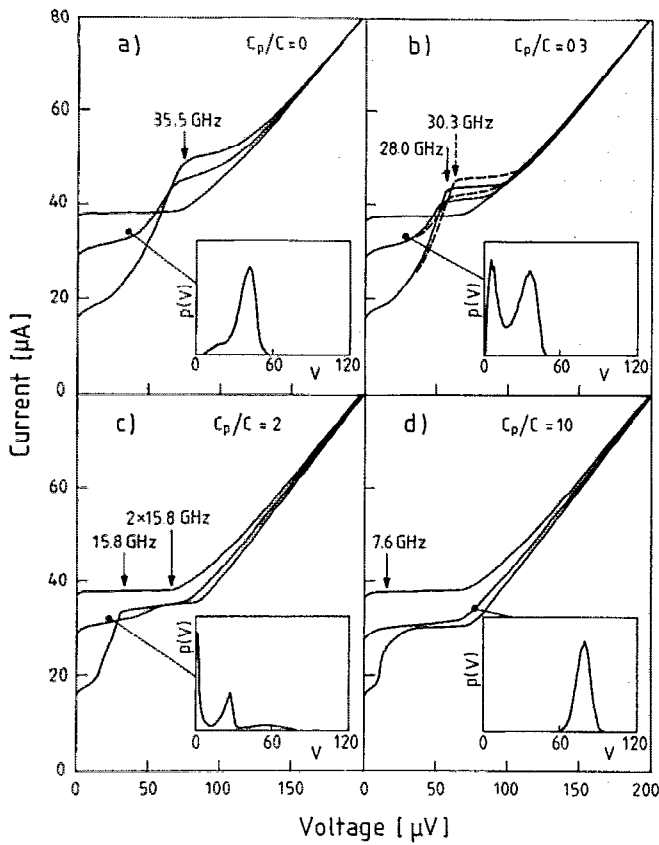 80
a)
Cp/C = 0
b)
Cp/C = 0.3
60
35.5 GHz
30.3 GHz
28.0 GHz
40
20
p(V)
0
V
120
p(V)
0
60
V
120
0
Current [µA]
c)
Cp/C = 2
d)
Cp/C = 10
60
2×15.8 GHz
15.8 GHz
7.6 GHz
40
20
p(V)
0
60
V
120
p(V)
0
60
V
120
0
0
50
100
150
0
50
100
150
200
Voltage [µV]